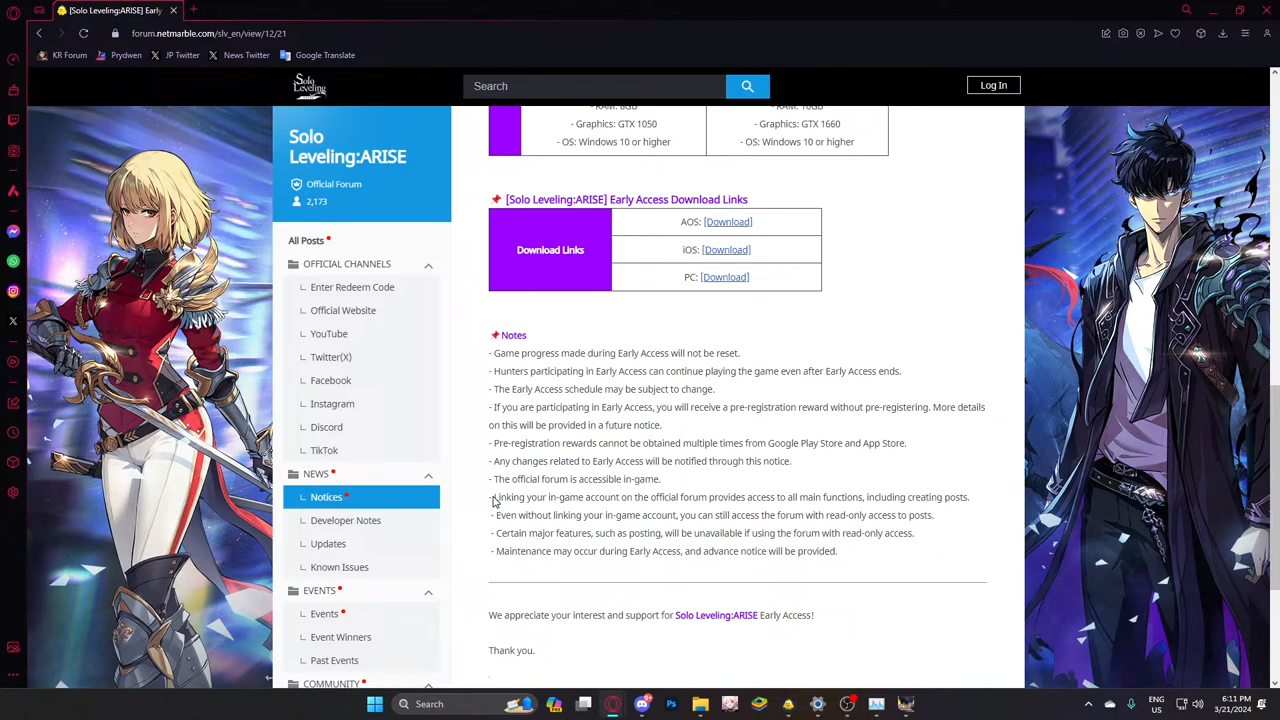 [Solo Leveling:ARISE] Early
forum.netmarble.com/slv_en/view/12/21
KR Forum
Prydwen
JP Twitter
News Twitter
Google Translate
Solo Leveling
Search
Log In
Solo
Leveling:ARISE
Official Forum
2,173
All Posts
OFFICIAL CHANNELS
Enter Redeem Code
Official Website
YouTube
Twitter(X)
Facebook
Instagram
Discord
TikTok
NEWS
Notices
Developer Notes
Updates
Known Issues
EVENTS
Events
Event Winners
Past Events
COMMUNITY
- RAM: 8GB
- Graphics: GTX 1050
- OS: Windows 10 or higher
- RAM: 16GB
- Graphics: GTX 1660
- OS: Windows 10 or higher
[Solo Leveling:ARISE] Early Access Download Links
Download Links
AOS: [Download]
iOS: [Download]
PC: [Download]
Notes
- Game progress made during Early Access will not be reset.
- Hunters participating in Early Access can continue playing the game even after Early Access ends.
- The Early Access schedule may be subject to change.
- If you are participating in Early Access, you will receive a pre-registration reward without pre-registering. More details
on this will be provided in a future notice.
- Pre-registration rewards cannot be obtained multiple times from Google Play Store and App Store.
- Any changes related to Early Access will be notified through this notice.
- The official forum is accessible in-game.
- Linking your in-game account on the official forum provides access to all main functions, including creating posts.
- Even without linking your in-game account, you can still access the forum with read-only access to posts.
- Certain major features, such as posting, will be unavailable if using the forum with read-only access.
- Maintenance may occur during Early Access, and advance notice will be provided.
We appreciate your interest and support for Solo Leveling:ARISE Early Access!
Thank you.
Search
ENG
US
6:11 PM
3/21/2024